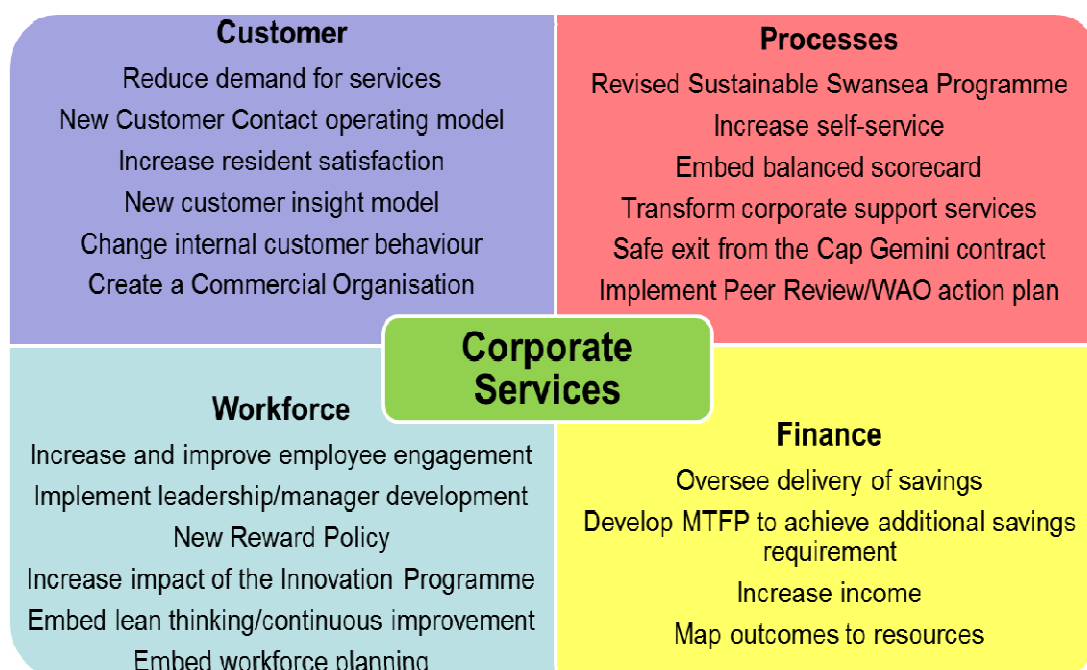 Customer
Reduce demand for services
New Customer Contact operating model
Increase resident satisfaction
New customer insight model
Change internal customer behaviour
Create a Commercial Organisation
Processes
Revised Sustainable Swansea Programme
Increase self-service
Embed balanced scorecard
Transform corporate support services
Safe exit from the Cap Gemini contract
Implement Peer Review/WAO action plan
Corporate
Services
Workforce
Increase and improve employee engagement
Implement leadership/manager development
New Reward Policy
Increase impact of the Innovation Programme
Embed lean thinking/continuous improvement
Embed workforce planning
Finance
Oversee delivery of savings
Develop MTFP to achieve additional savings
requirement
Increase income
Map outcomes to resources